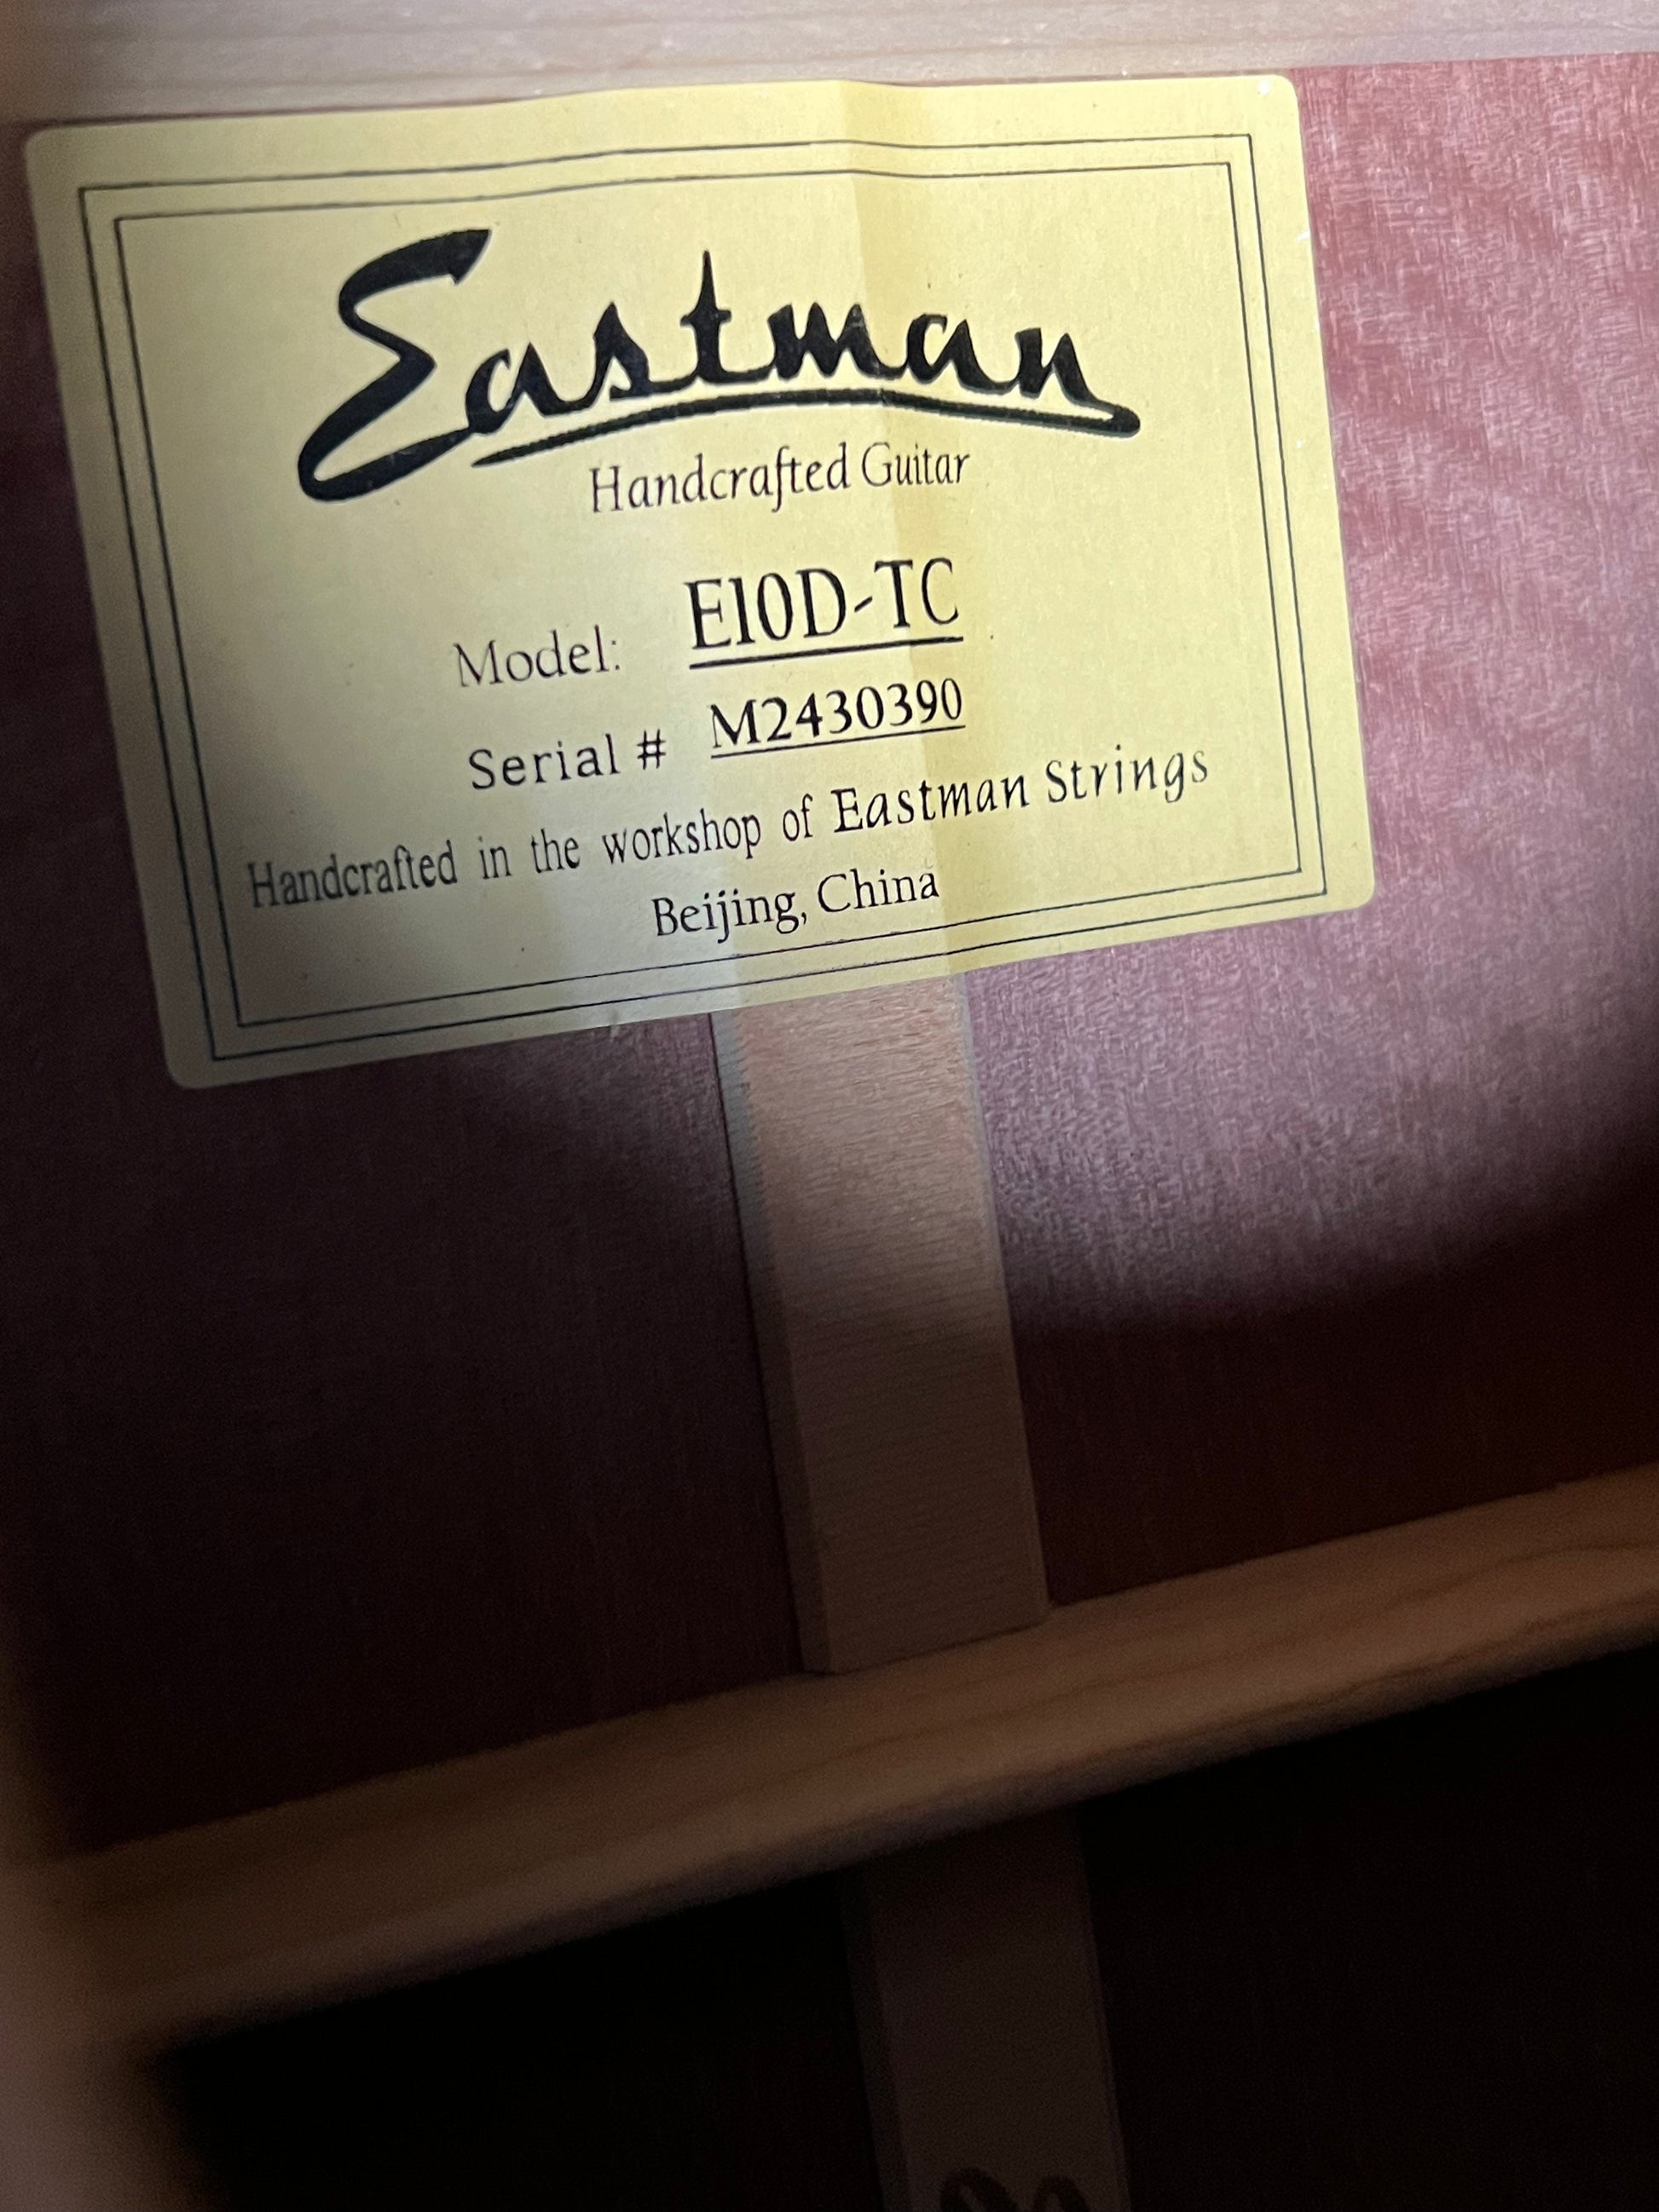 Eastman
Handcrafted Guitar
Model: E10D-TC
Serial # M2430390
Handcrafted in the workshop of Eastman Strings
Beijing, China